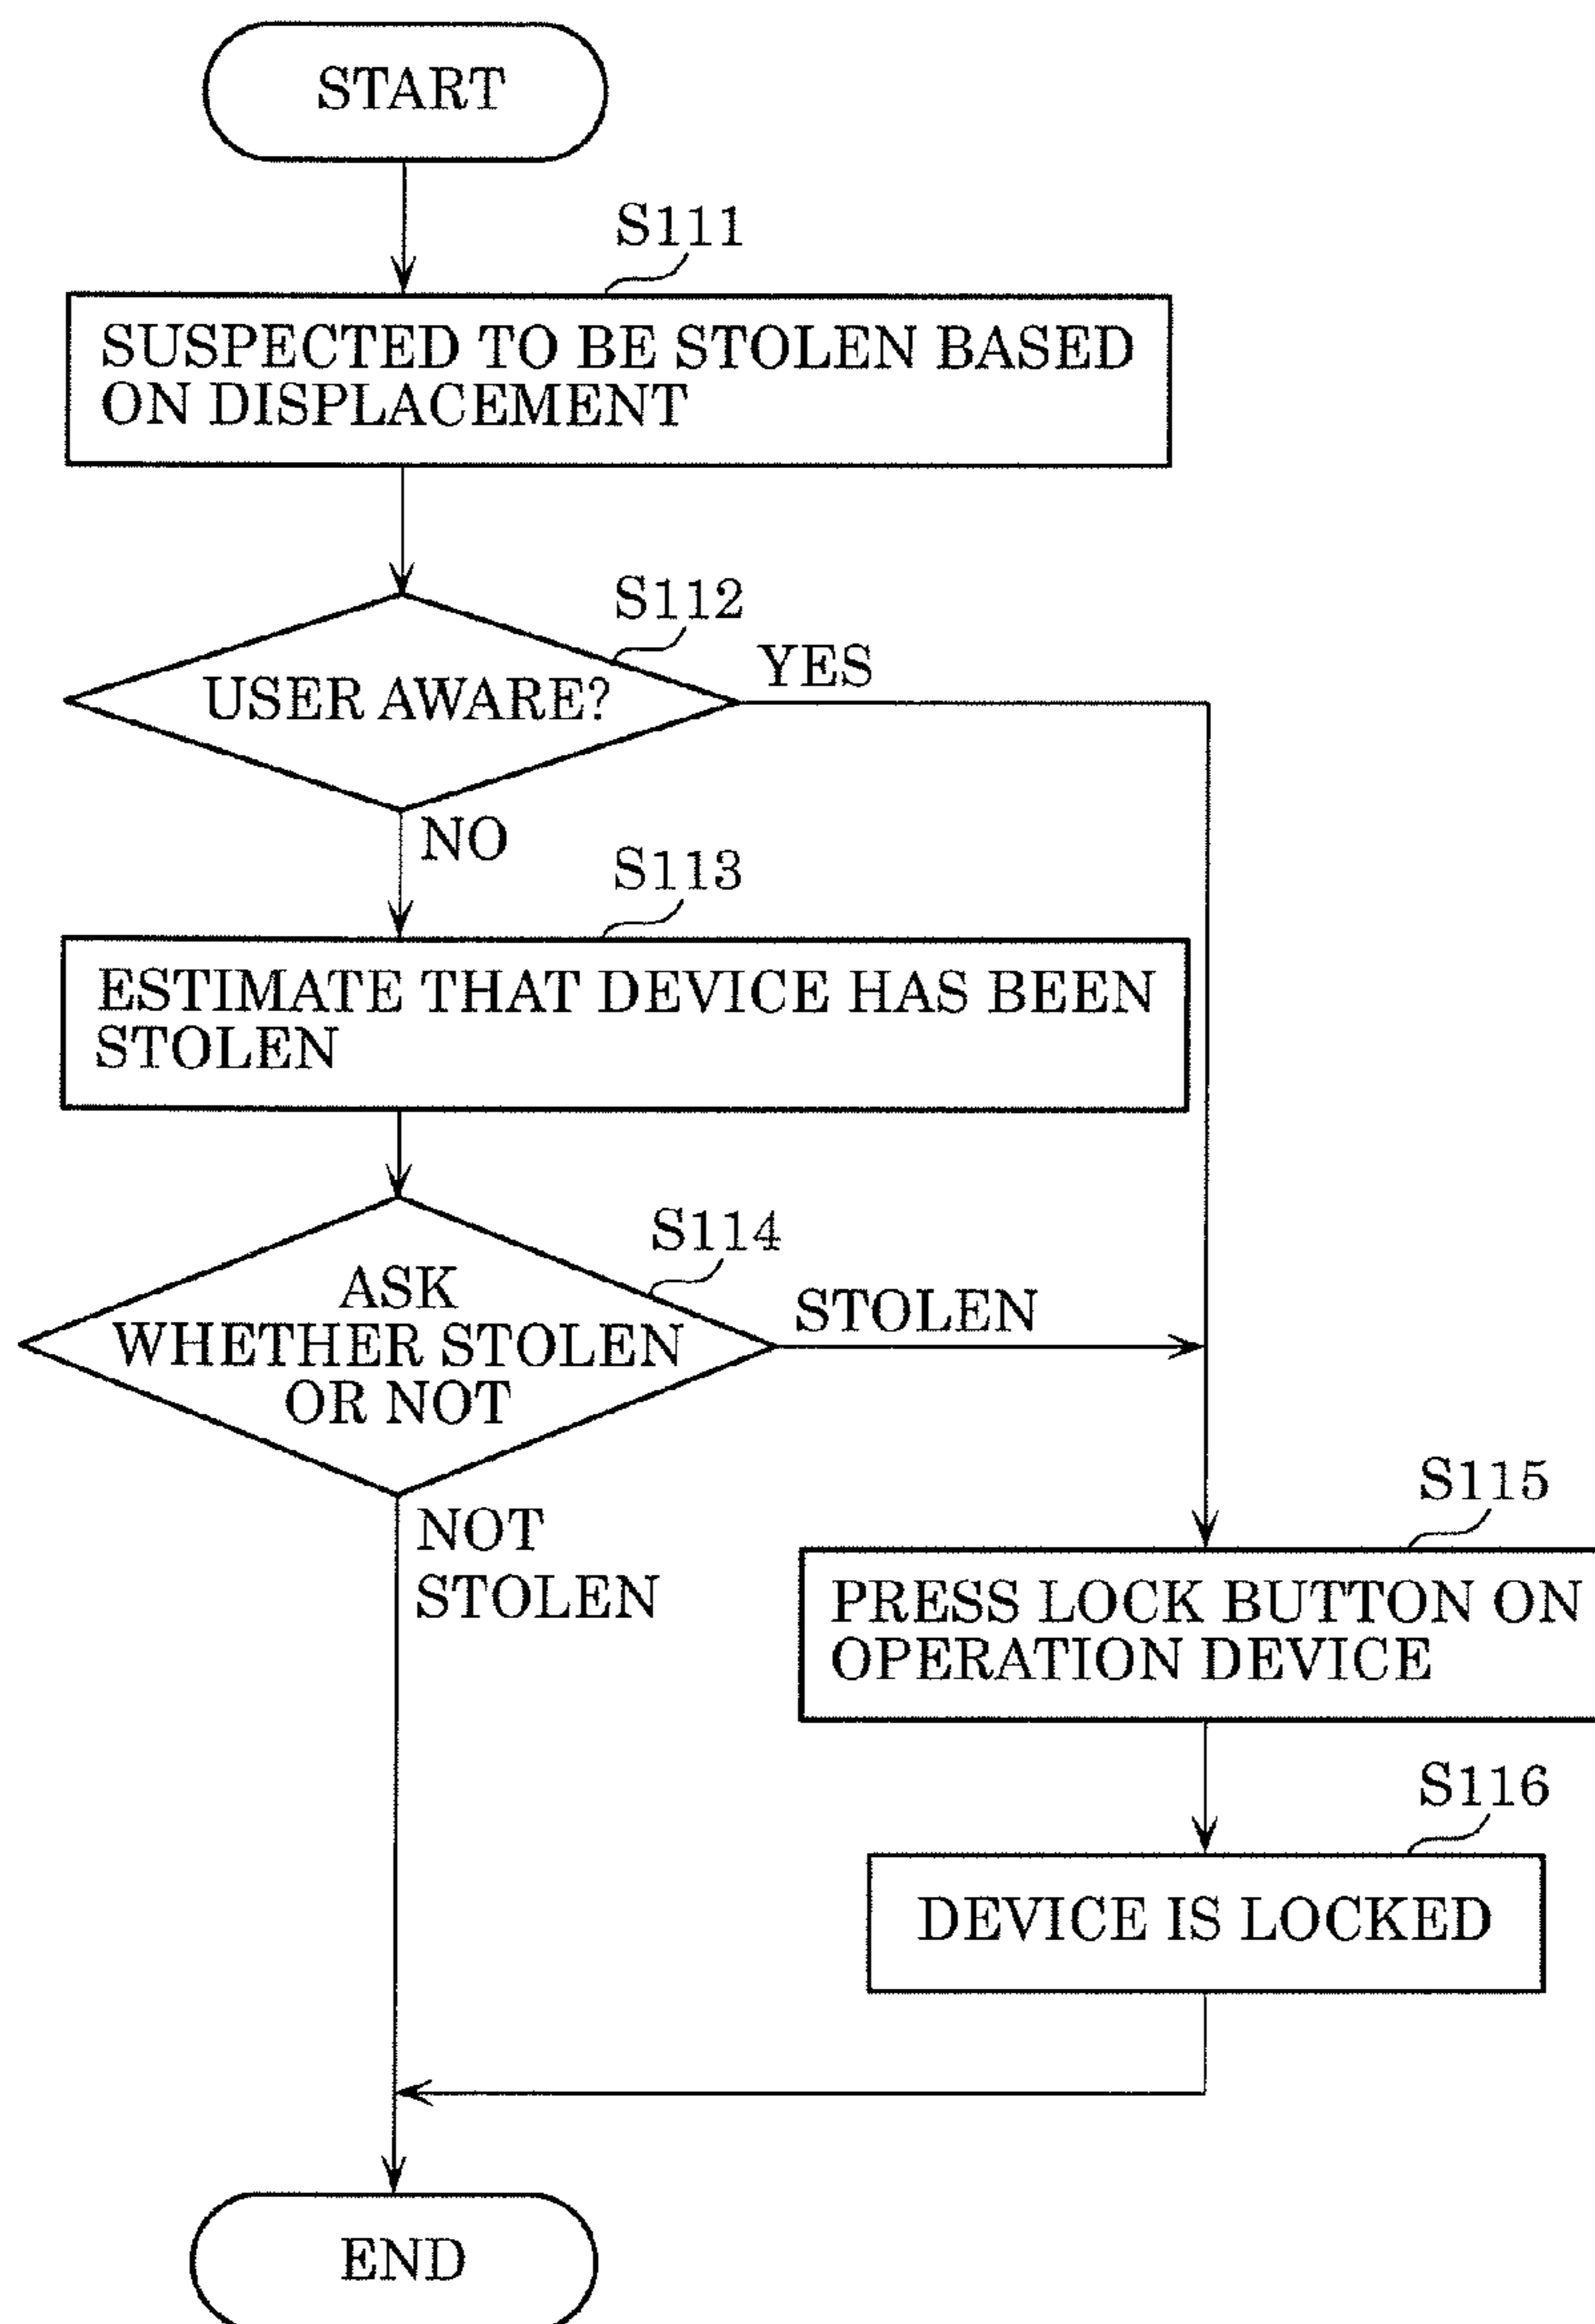 START
S111
SUSPECTED TO BE STOLEN BASED
ON DISPLACEMENT
S112
USER AWARE?
YES
NO
S113
ESTIMATE THAT DEVICE HAS BEEN
STOLEN
S114
ASK
WHETHER STOLEN
OR NOT
STOLEN
NOT
STOLEN
S115
PRESS LOCK BUTTON ON
OPERATION DEVICE
S116
DEVICE IS LOCKED
END